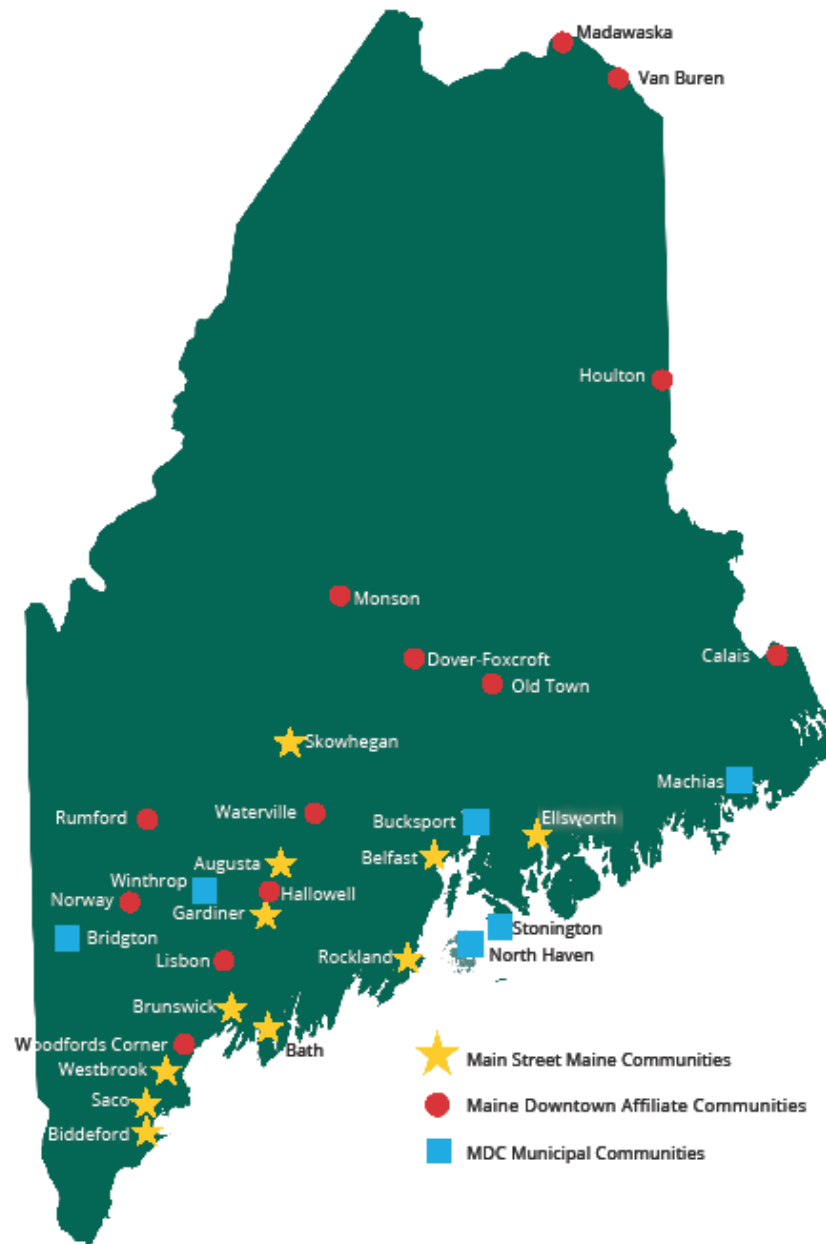 Madawaska
Van Buren
Houlton
Monson
Dover-Foxcroft
Calais
Old Town
Skowhegan
Machias
Rumford
Waterville
Bucksport
Ellsworth
Augusta
Belfast
Winthrop
Hallowell
Norway
Gardiner
Stonington
Bridgton
North Haven
Lisbon
Rockland
Brunswick
Woodfords Corner
Bath
Main Street Maine Communities
Westbrook
Saco
Maine Downtown Affiliate Communities
Biddeford
MDC Municipal Communities